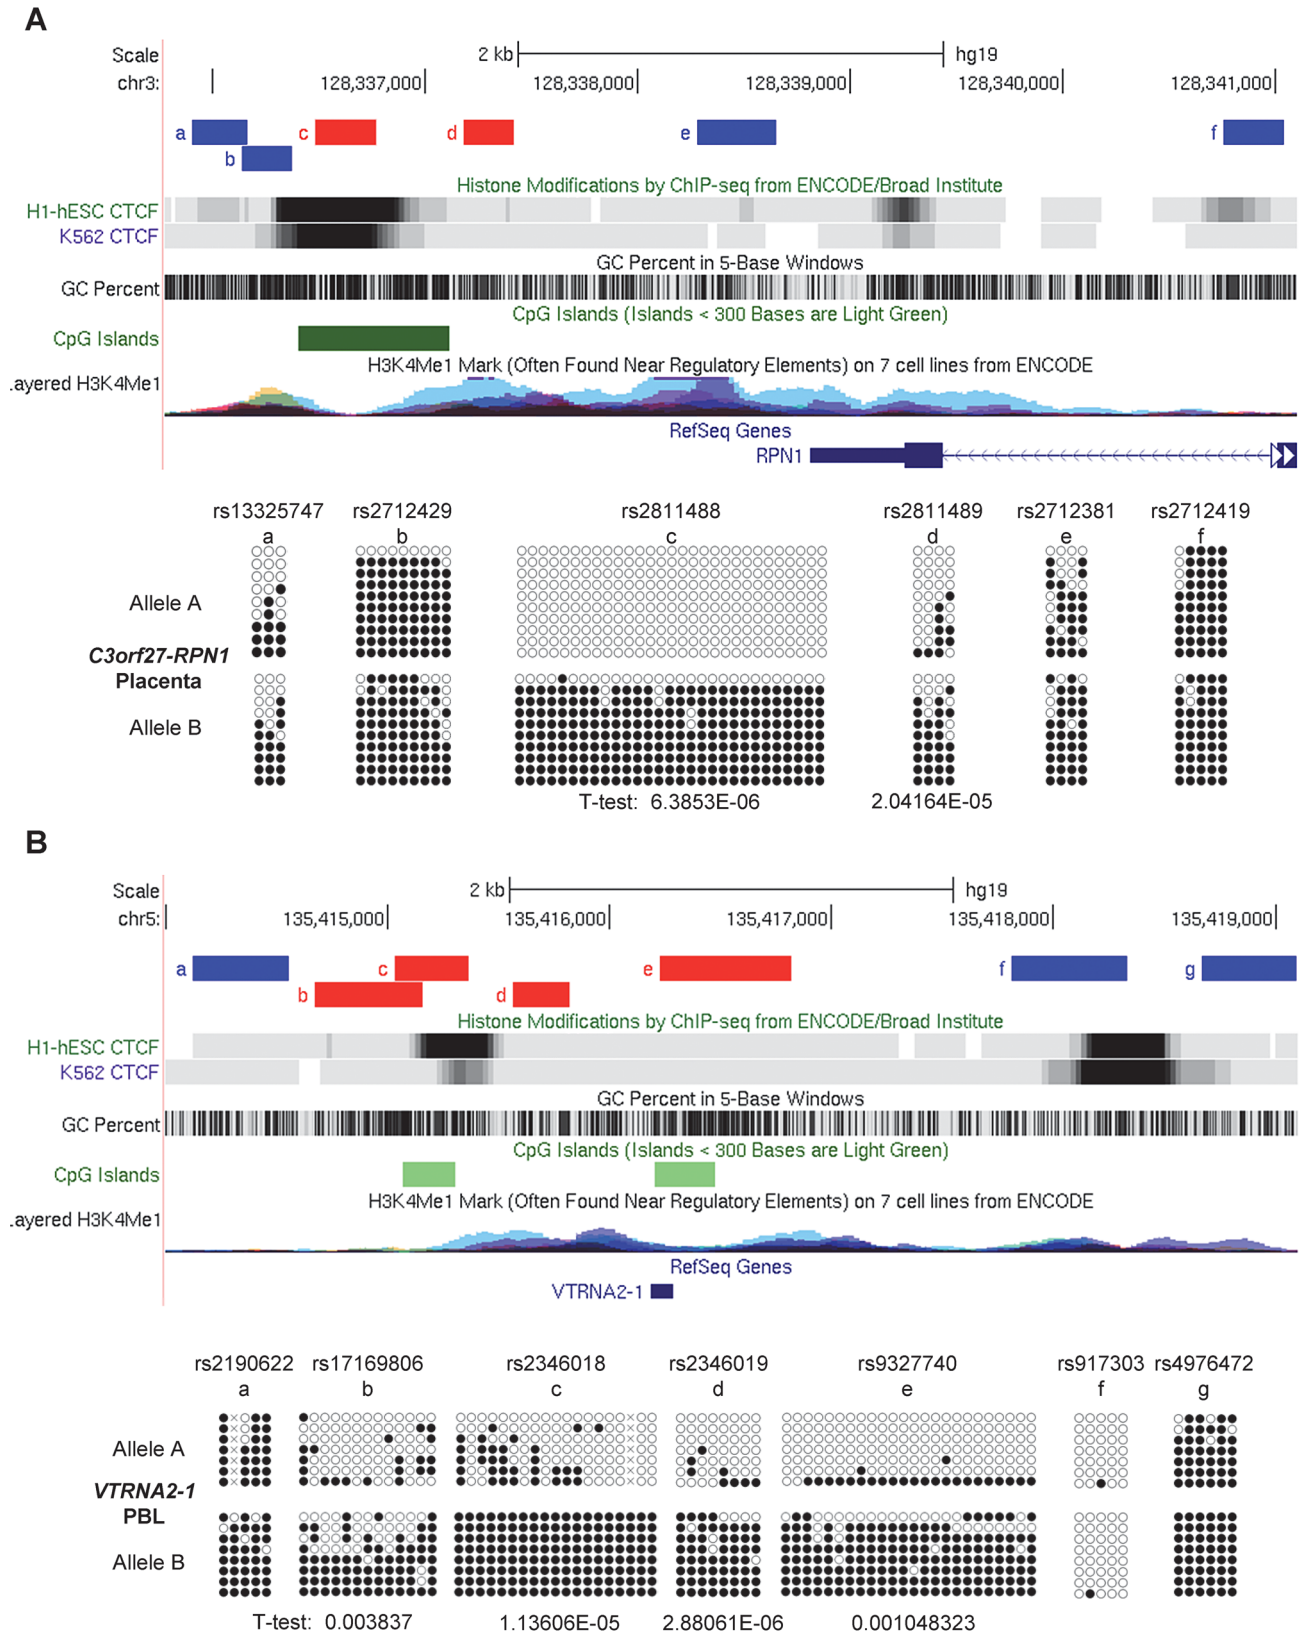 A
Scale 2 kb hg19
chr3: 128,337,000 128,338,000 128,339,000 128,340,000 128,341,000
a c d e f
b
Histone Modifications by ChIP-seq from ENCODE/Broad Institute
H1-hESC CTCF
K562 CTCF
GC Percent in 5-Base Windows
GC Percent
CpG Islands (Islands < 300 Bases are Light Green)
CpG Islands
H3K4Me1 Mark (Often Found Near Regulatory Elements) on 7 cell lines from ENCODE
.ayered H3K4Me1
RefSeq Genes
RPN1
rs13325747 rs2712429 rs2811488 rs2811489 rs2712381 rs2712419
a b c d e f
Allele A
C3orf27-RPN1
Placenta
Allele B
T-test: 6.3853E-06 2.04164E-05
B
Scale 2 kb hg19
chr5: 135,415,000 135,416,000 135,417,000 135,418,000 135,419,000
a c e f g
b d
Histone Modifications by ChIP-seq from ENCODE/Broad Institute
H1-hESC CTCF
K562 CTCF
GC Percent in 5-Base Windows
GC Percent
CpG Islands (Islands < 300 Bases are Light Green)
CpG Islands
H3K4Me1 Mark (Often Found Near Regulatory Elements) on 7 cell lines from ENCODE
.ayered H3K4Me1
RefSeq Genes
VTRNA2-1
rs2190622 rs17169806 rs2346018 rs2346019 rs9327740 rs917303 rs4976472
a b c d e f g
Allele A
VTRNA2-1
PBL
Allele B
T-test: 0.003837 1.13606E-05 2.88061E-06 0.001048323